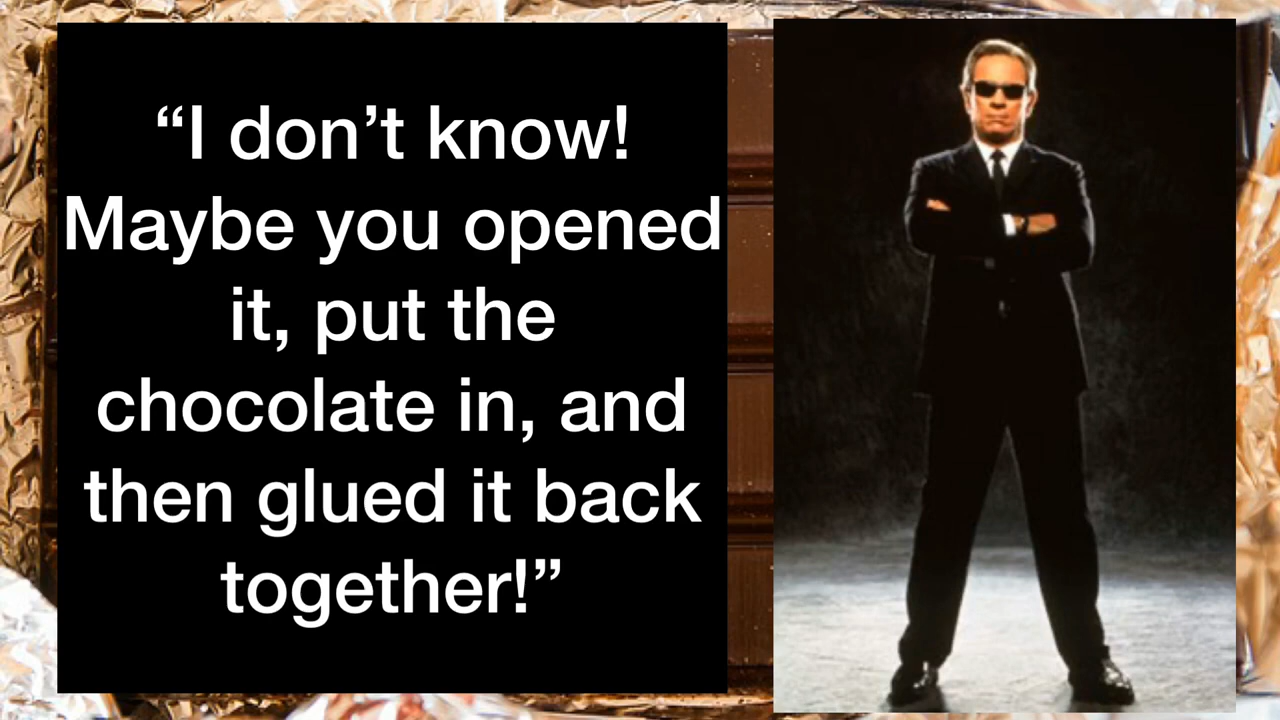 “I don’t know!
Maybe you opened
it, put the
chocolate in, and
then glued it back
together!”